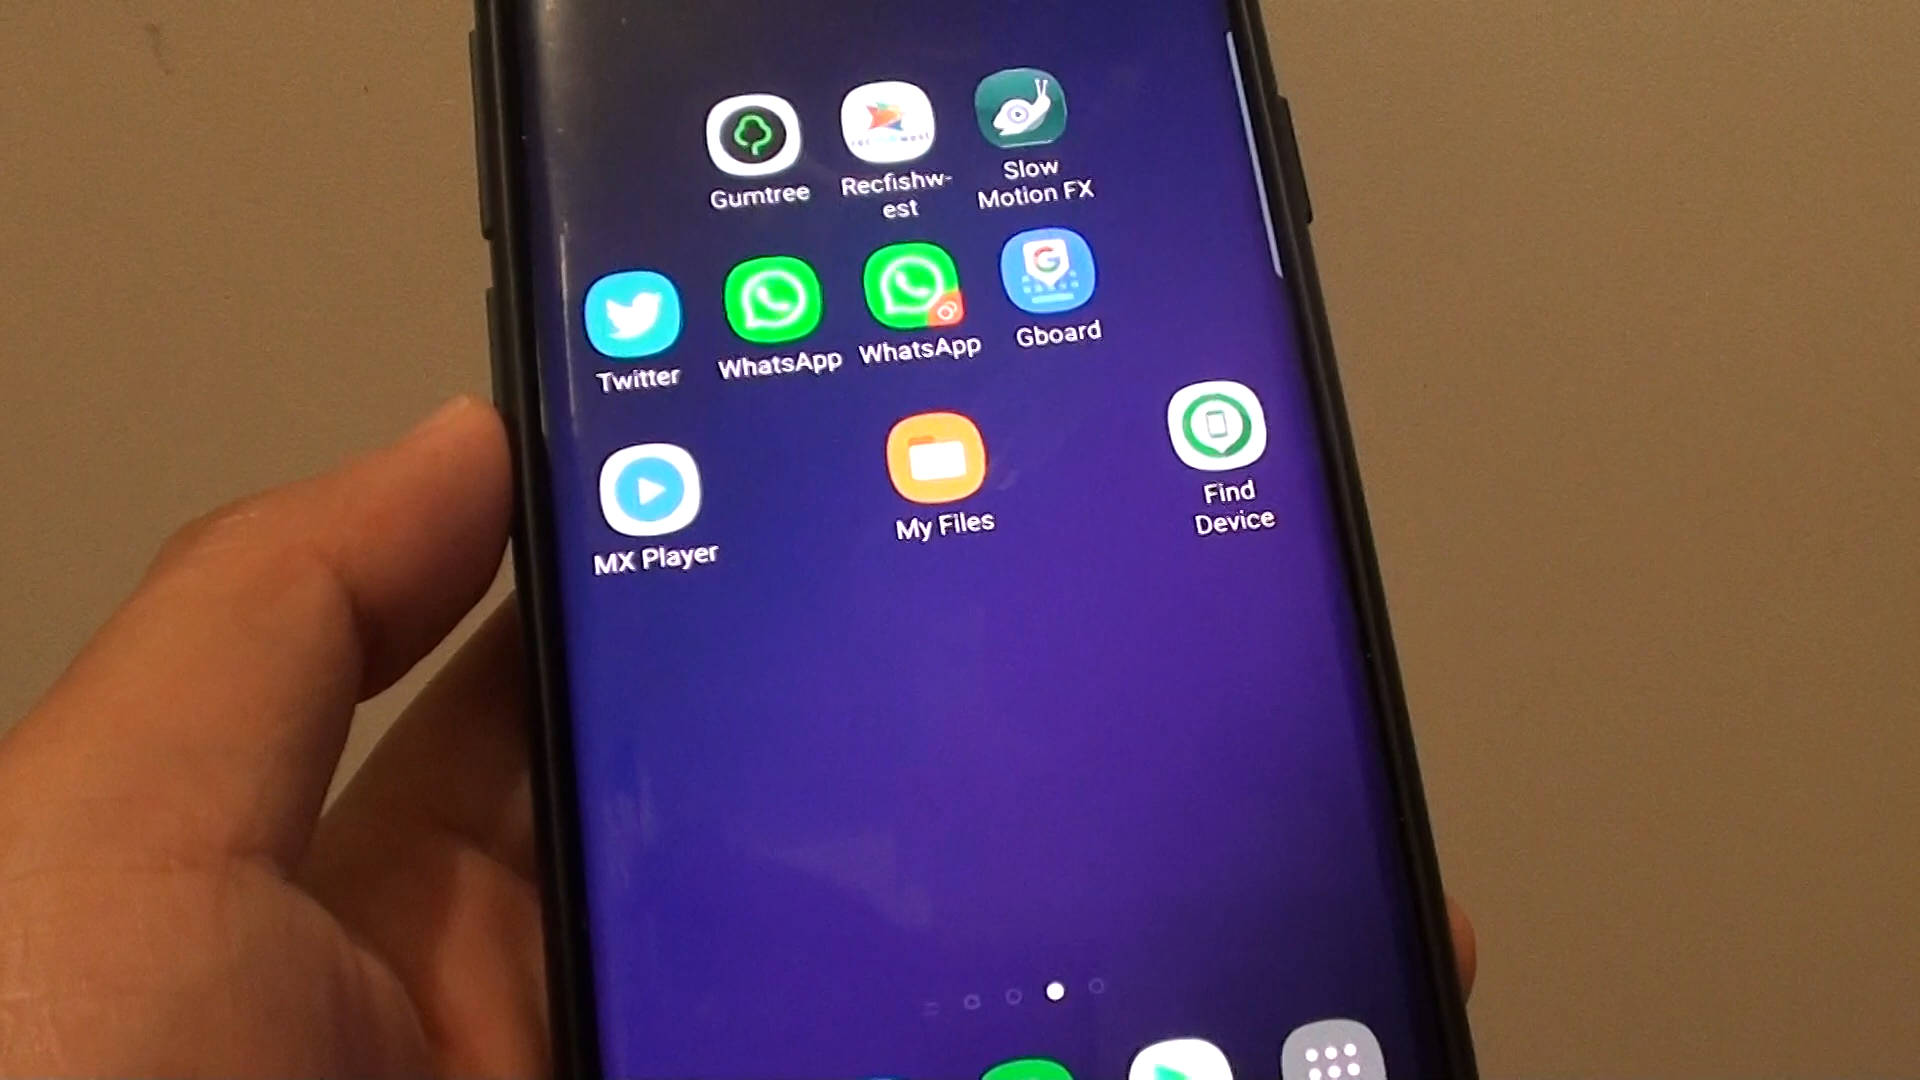 Gumtree
Recfishw-
est
Slow
Motion FX
Twitter
WhatsApp
WhatsApp
Gboard
MX Player
My Files
Find
Device